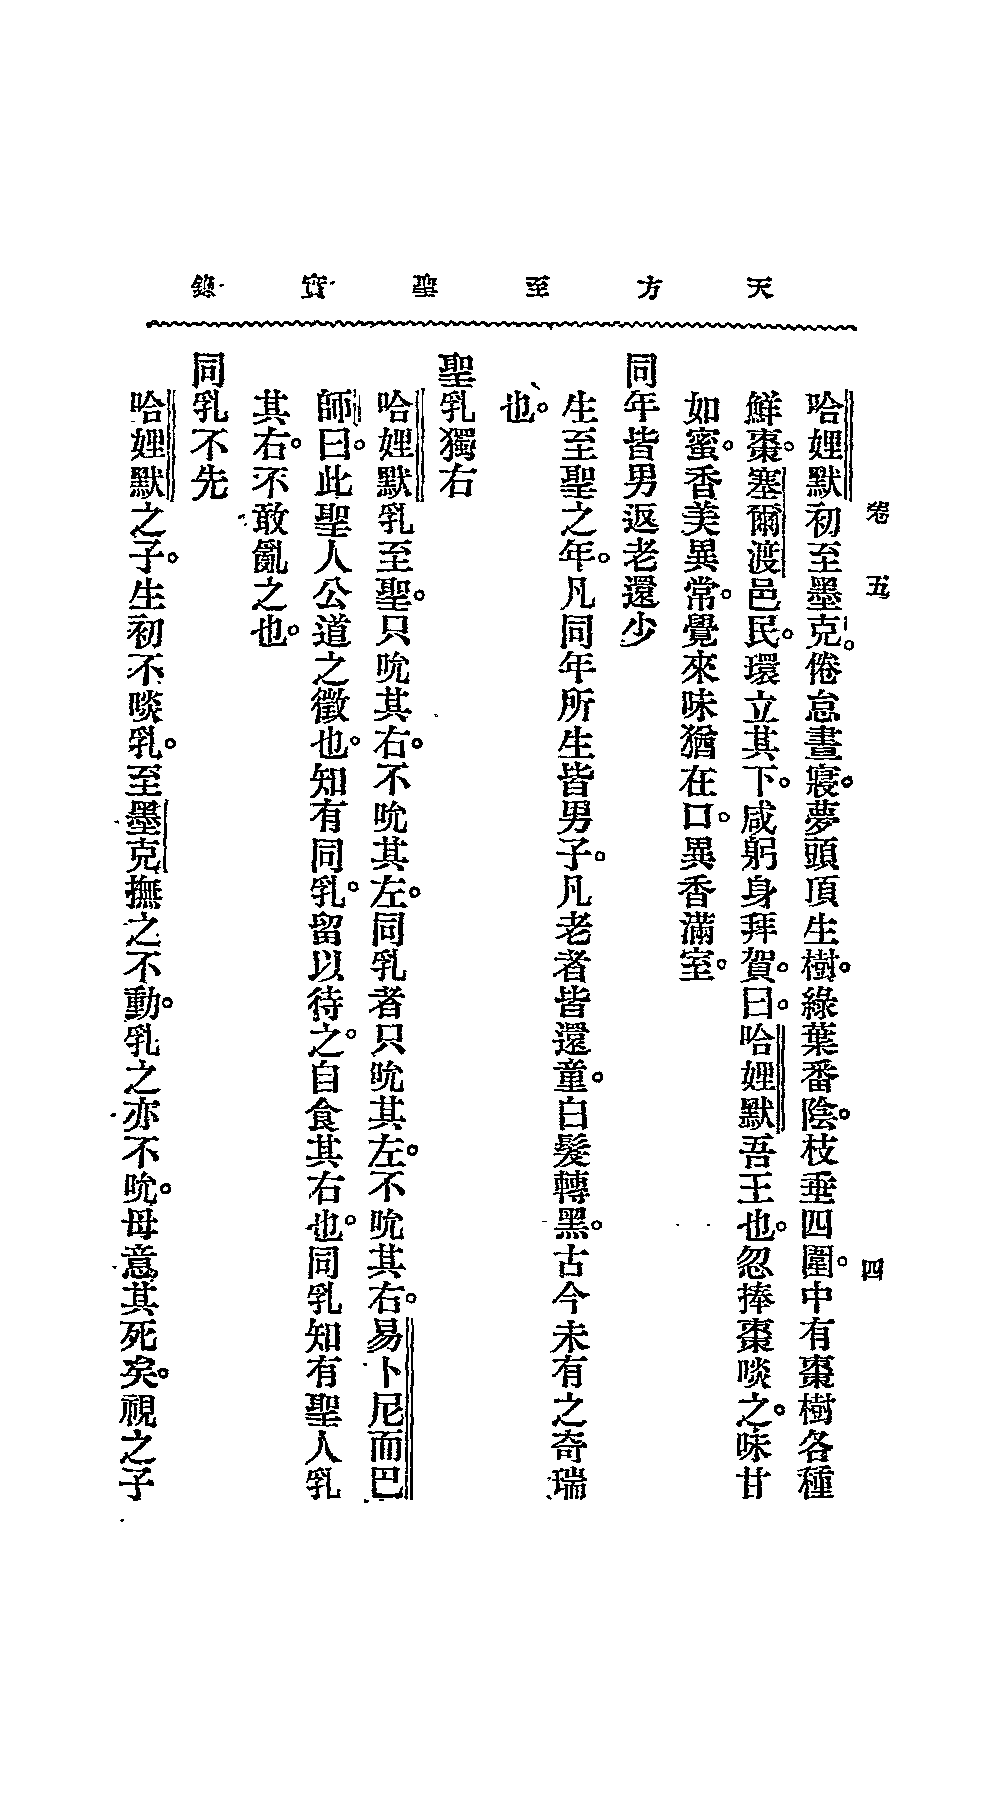 天方至聖實錄
卷五
四
哈娌默初至墨克。倦怠晝寢。夢頭頂生樹。綠葉番陰。枝垂四圍。中有棗樹各種
鮮棗。塞爾渡邑民。環立其下。咸躬身拜賀。曰。哈娌默吾王也。忽捧棗啖之。味甘
如蜜。香美異常。覺來味猶在口。異香滿室。
同年皆男返老還少
生至聖之年。凡同年所生皆男子。凡老者皆還童。白髮轉黑。古今未有之奇瑞
也。
聖乳獨右
哈娌默乳至聖。只吮其右。不吮其左。同乳者只吮其左。不吮其右。易卜尼而巴
師曰。此聖人公道之徵也。知有同乳。留以待之。自食其右也。同乳知有聖人乳
其右。不敢亂之也。
同乳不先
哈娌默之子。生初不啖乳。至墨克撫之不動。乳之亦不吮。母意其死矣。視之子